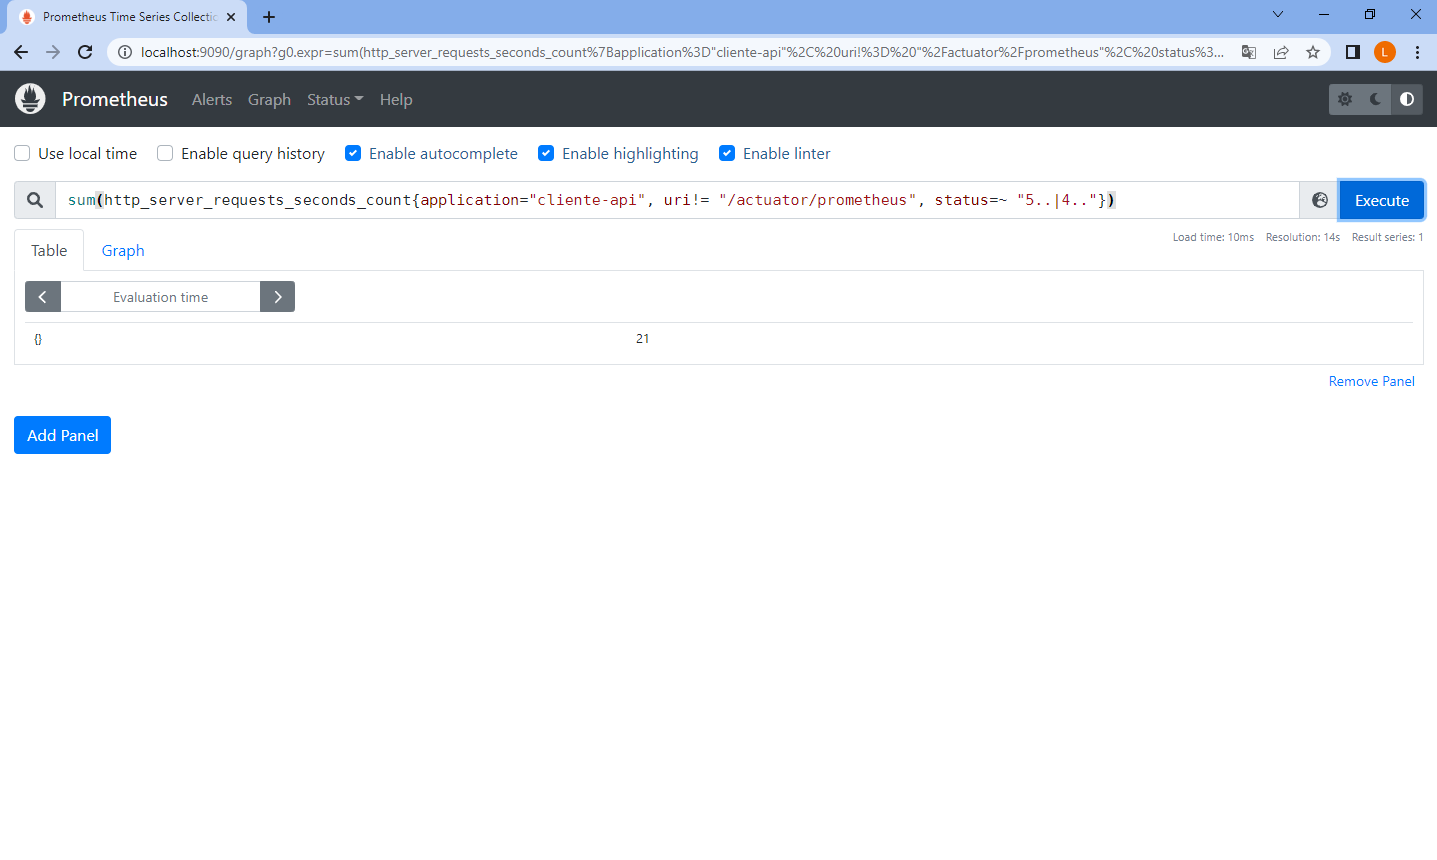 Prometheus Time Series Collectio
localhost:9090/graph?g0.expr=sum(http_server_requests_seconds_count%7Bapplication%3D"cliente-api"%2C%20uri!%3D%20"%2Factuator%2Fprometheus"%2C%20status%3...
L
Prometheus Alerts Graph Status Help
Use local time Enable query history Enable autocomplete Enable highlighting Enable linter
sum(http_server_requests_seconds_count{application="cliente-api", uri!= "/actuator/prometheus", status=~ "5..|4.."})
Execute
Table Graph
Load time: 10ms Resolution: 14s Result series: 1
Evaluation time
{} 21
Remove Panel
Add Panel